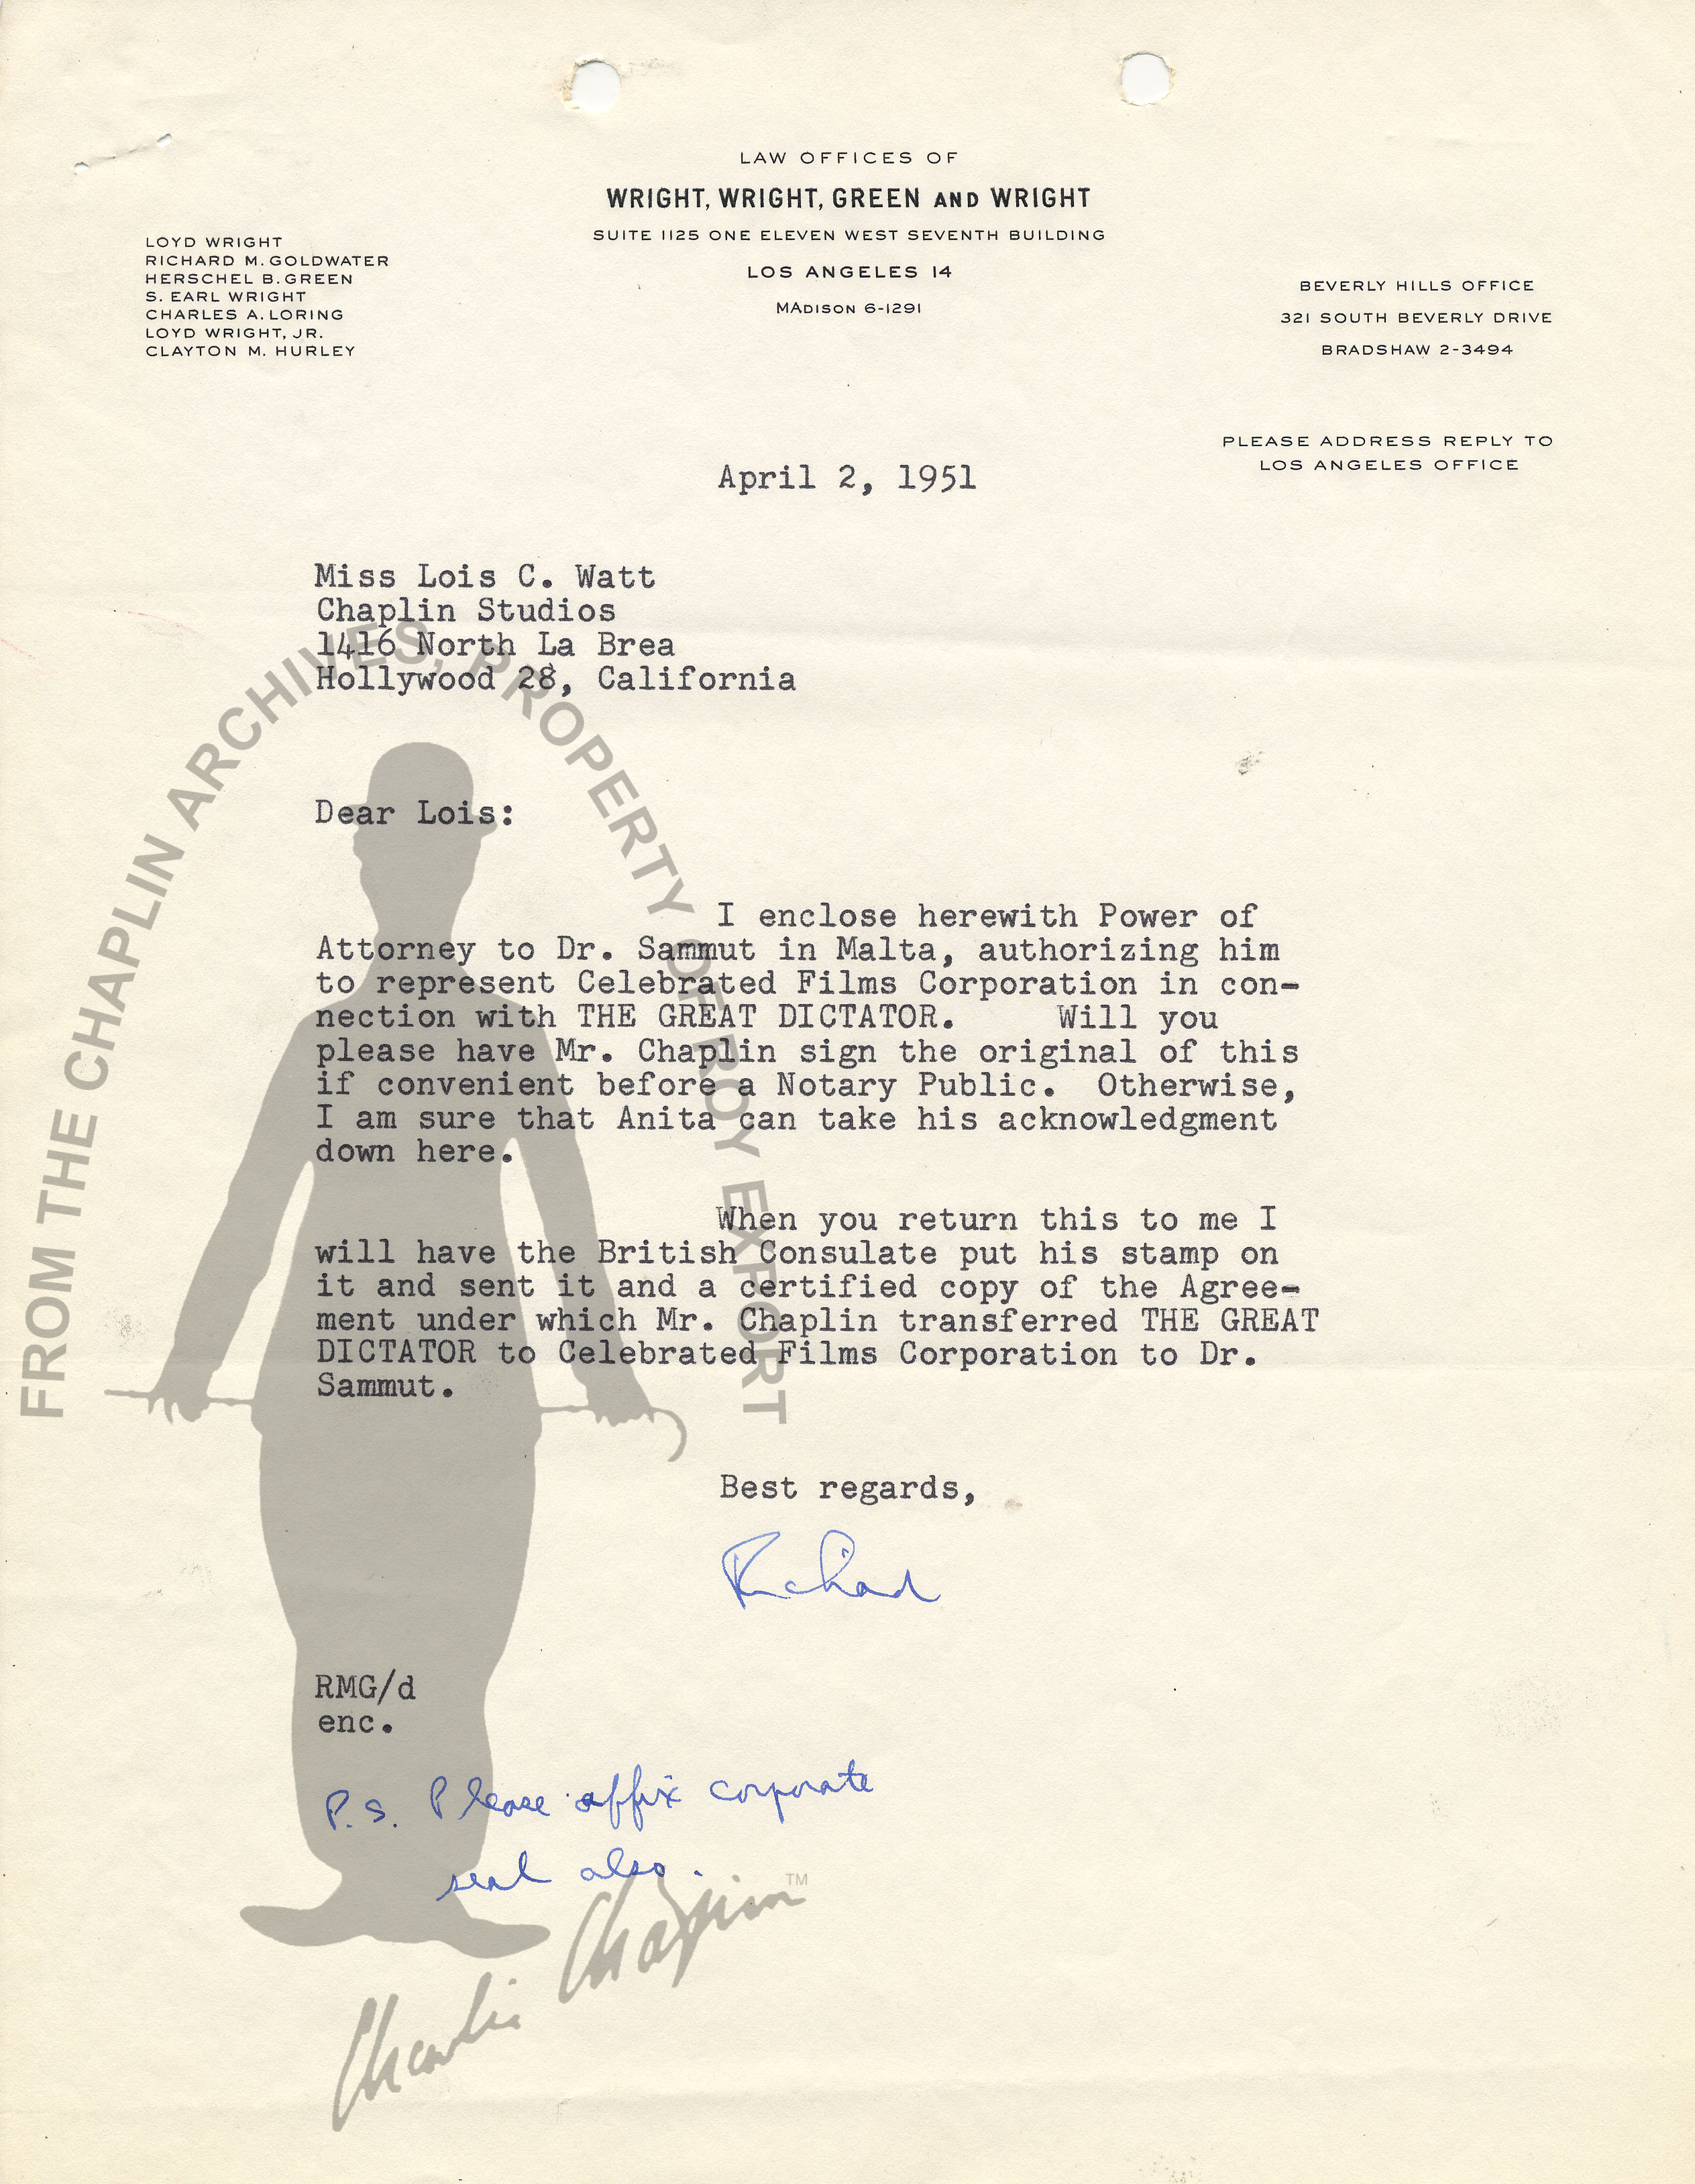 LAW OFFICES OF
WRIGHT, WRIGHT, GREEN AND WRIGHT
SUITE 1125 ONE ELEVEN WEST SEVENTH BUILDING
LOS ANGELES 14
MADISON 6-1291
LOYD WRIGHT
RICHARD M. GOLDWATER
HERSCHEL B. GREEN
S. EARL WRIGHT
CHARLES A. LORING
LOYD WRIGHT, JR.
CLAYTON M. HURLEY
BEVERLY HILLS OFFICE
321 SOUTH BEVERLY DRIVE
BRADSHAW 2-3494
PLEASE ADDRESS REPLY TO
LOS ANGELES OFFICE
April 2, 1951
Miss Lois C. Watt
Chaplin Studios
1416 North La Brea
Hollywood 28, California
Dear Lois:
I enclose herewith Power of
Attorney to Dr. Sammut in Malta, authorizing him
to represent Celebrated Films Corporation in con-
nection with THE GREAT DICTATOR. Will you
please have Mr. Chaplin sign the original of this
if convenient before a Notary Public. Otherwise,
I am sure that Anita can take his acknowledgment
down here.
When you return this to me I
will have the British Consulate put his stamp on
it and sent it and a certified copy of the Agree-
ment under which Mr. Chaplin transferred THE GREAT
DICTATOR to Celebrated Films Corporation to Dr.
Sammut.
Best regards,
Richard
RMG/d
enc.
P.S. Please affix corporate
seal also.
FROM THE CHAPLIN ARCHIVES, PROPERTY OF ROY EXPORT
Charlie Chaplin TM